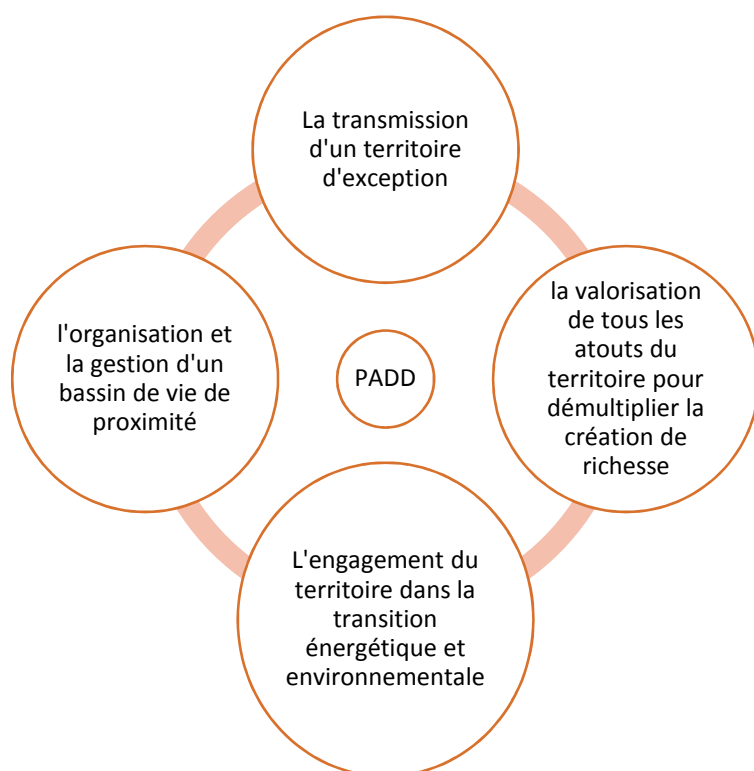 La transmission
d'un territoire
d'exception
l'organisation et
la gestion d'un
bassin de vie de
proximité
PADD
la valorisation
de tous les
atouts du
territoire pour
démultiplier la
création de
richesse
L'engagement du
territoire dans la
transition
énergétique et
environnementale